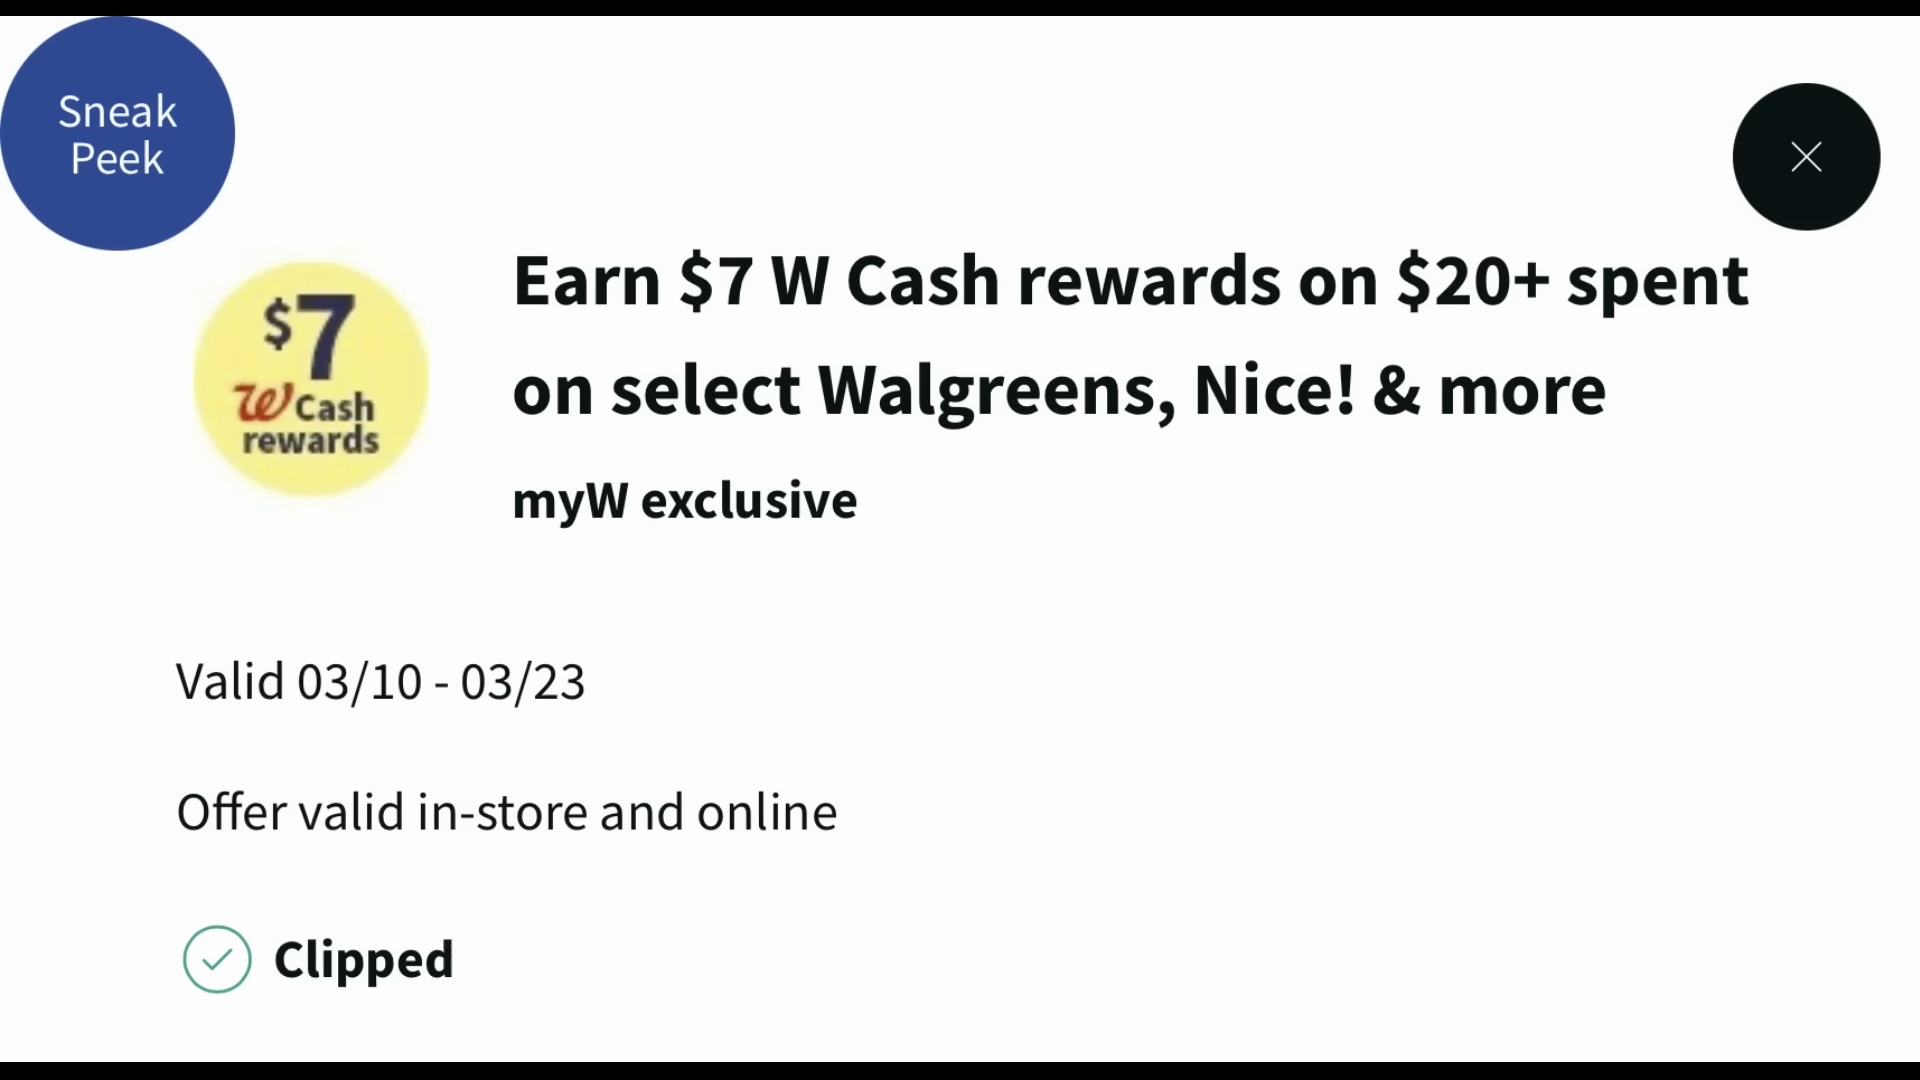 Sneak
Peek
$7
W Cash
rewards
Earn $7 W Cash rewards on $20+ spent
on select Walgreens, Nice! & more
myW exclusive
Valid 03/10 - 03/23
Offer valid in-store and online
Clipped